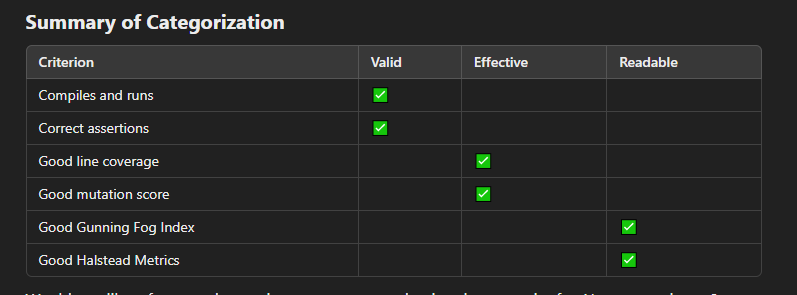 Summary of Categorization
Criterion Valid Effective Readable
Compiles and runs ✅
Correct assertions ✅
Good line coverage ✅
Good mutation score ✅
Good Gunning Fog Index ✅
Good Halstead Metrics ✅